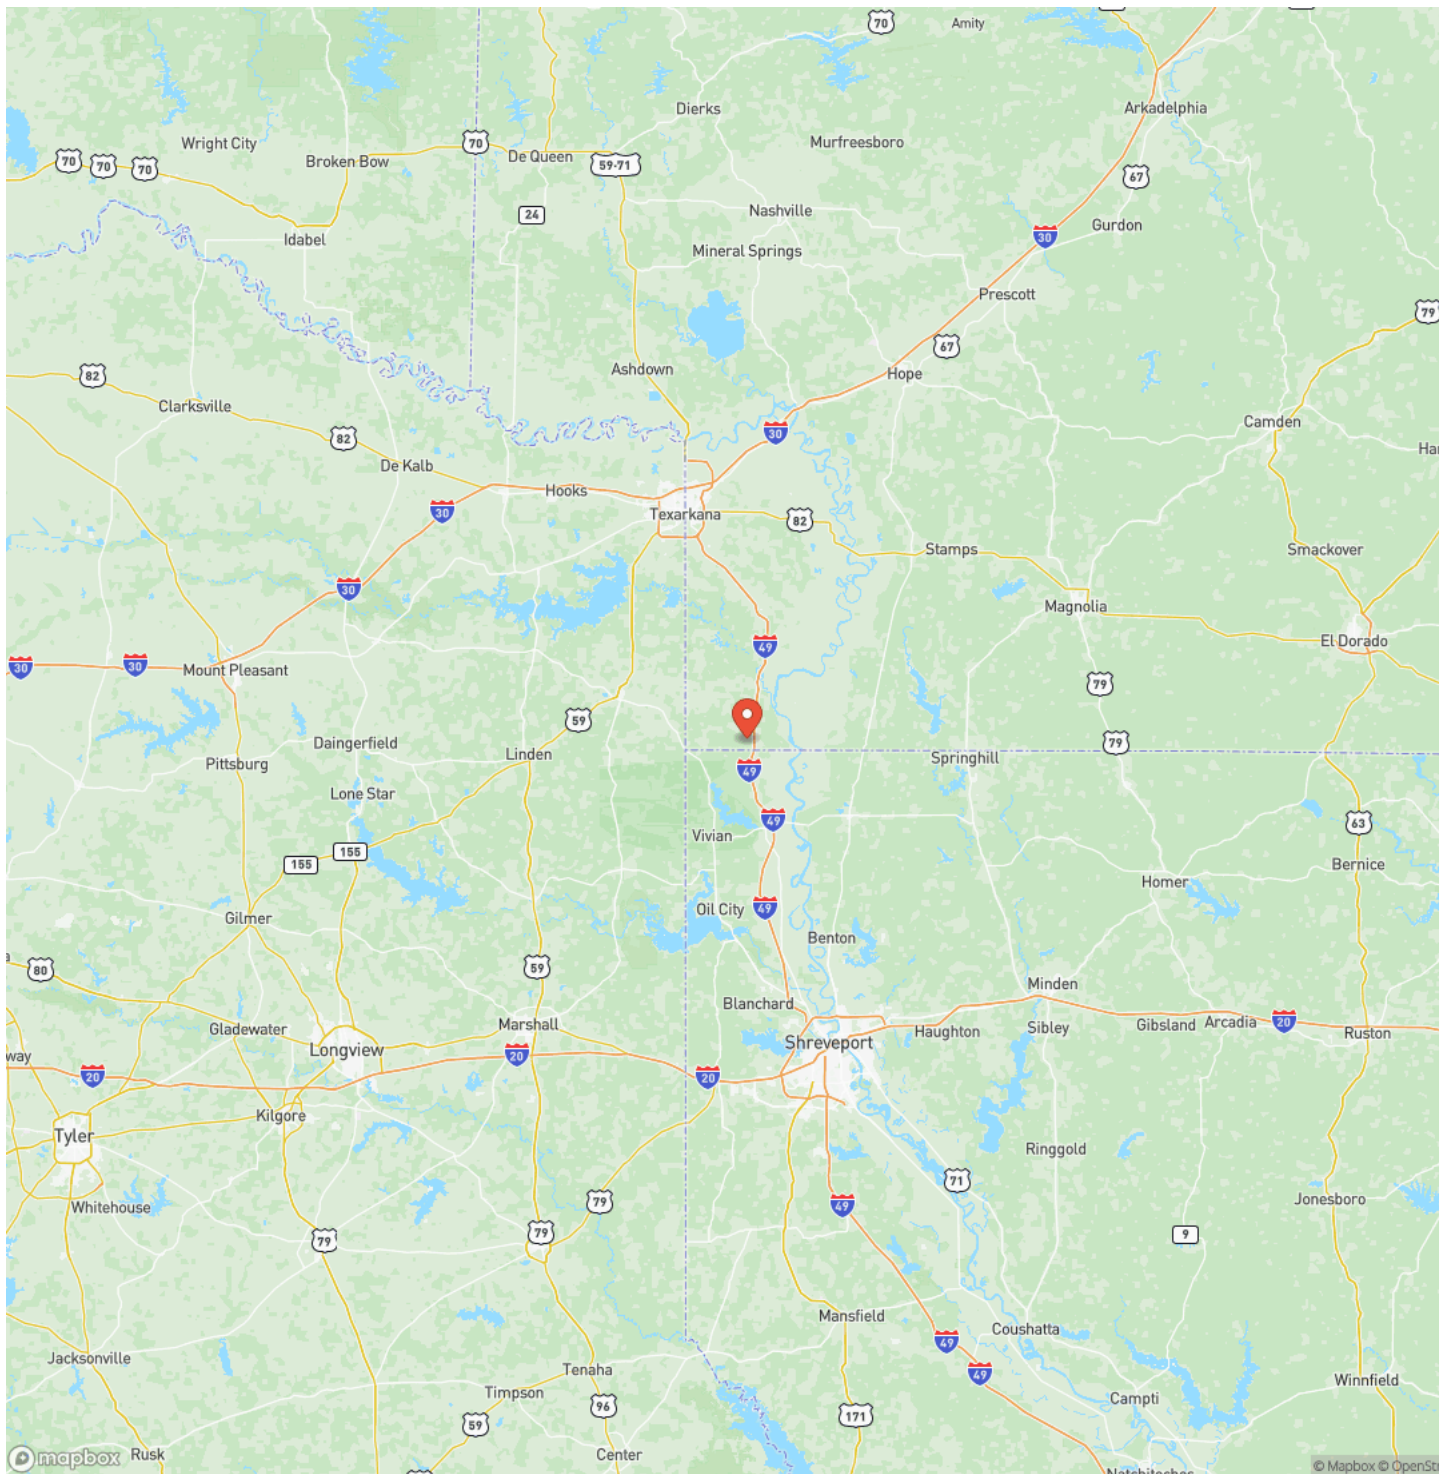 70
Amity
Dierks
Arkadelphia
Wright City
Murfreesboro
70
70
70
70
Broken Bow
De Queen
59-71
67
24
Nashville
Gurdon
Idabel
Mineral Springs
30
Prescott
79
67
82
Ashdown
Hope
Clarksville
Camden
82
30
De Kalb
Hooks
30
Texarkana
82
Stamps
Smackover
30
Magnolia
49
El Dorado
30
30
Mount Pleasant
79
59
Daingerfield
Linden
79
Pittsburg
49
Springhill
Lone Star
49
63
Vivian
155
155
Bernice
Homer
Oil City
49
Gilmer
Benton
80
59
Minden
Blanchard
Gladewater
Marshall
Haughton
Sibley
Gibsland
Arcadia
20
Ruston
Shreveport
Longview
way
20
20
20
Kilgore
Tyler
Ringgold
71
79
Jonesboro
Whitehouse
49
79
79
9
Mansfield
Coushatta
49
Jacksonville
Tenaha
49
Winnfield
Timpson
Campti
96
171
59
Rusk
Center
mapbox
© Mapbox © OpenStr